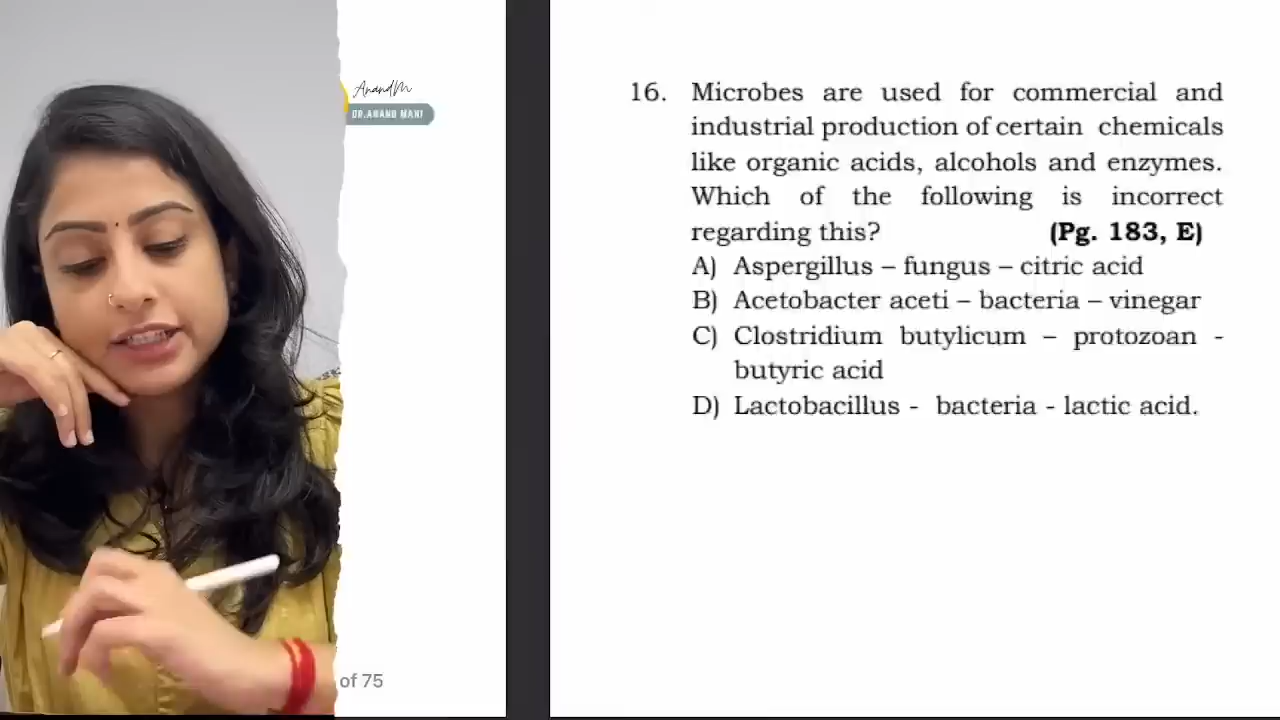 AnandM
DR.ANAND MANI
of 75
16. Microbes are used for commercial and
industrial production of certain chemicals
like organic acids, alcohols and enzymes.
Which of the following is incorrect
regarding this? (Pg. 183, E)
A) Aspergillus – fungus – citric acid
B) Acetobacter aceti – bacteria – vinegar
C) Clostridium butylicum – protozoan -
butyric acid
D) Lactobacillus - bacteria - lactic acid.